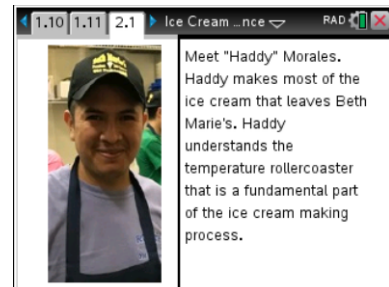 1.10 1.11 2.1 Ice Cream ...nce RAD
Meet "Haddy" Morales.
Haddy makes most of the
ice cream that leaves Beth
Marie's. Haddy
understands the
temperature rollercoaster
that is a fundamental part
of the ice cream making
process.